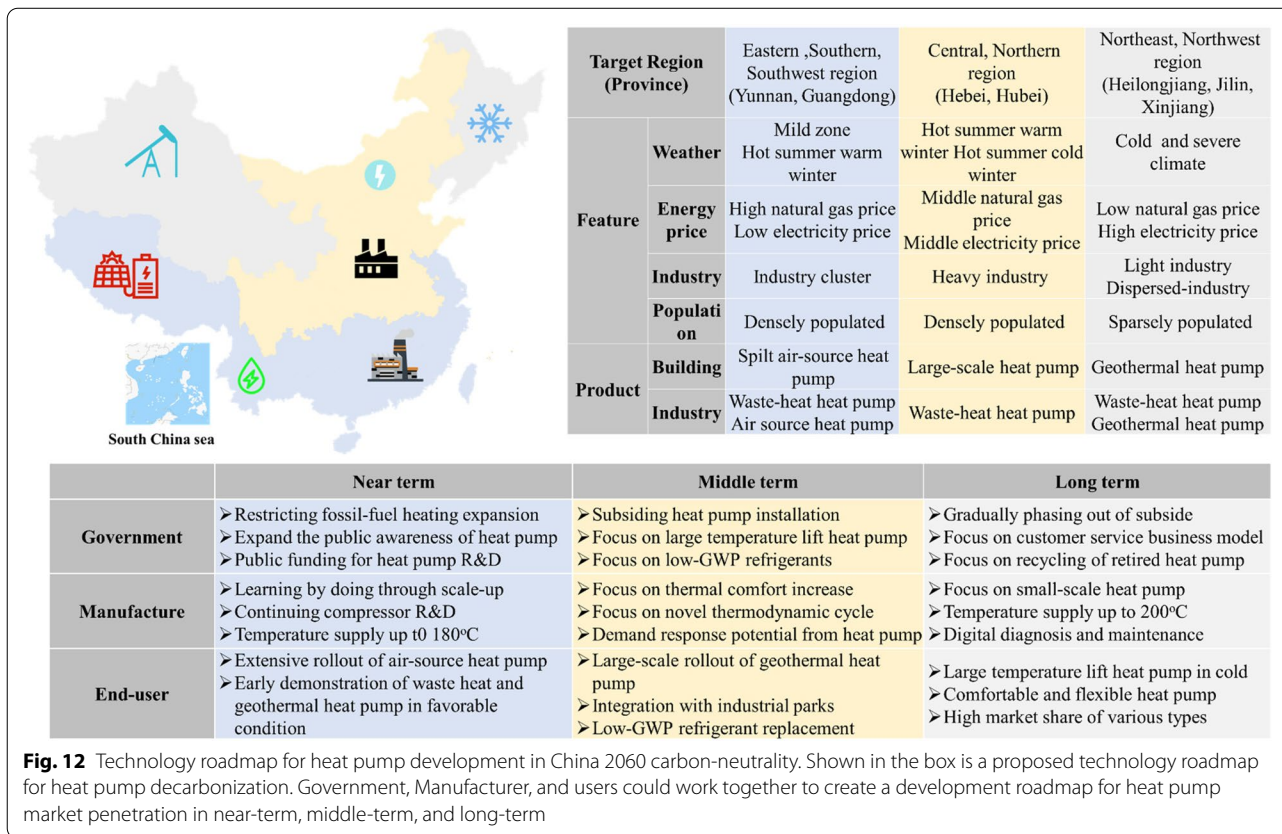 South China sea
Target Region
(Province)
Eastern ,Southern,
Southwest region
(Yunnan, Guangdong)
Central, Northern
region
(Hebei, Hubei)
Northeast, Northwest
region
(Heilongjiang, Jilin,
Xinjiang)
Feature
Weather
Mild zone
Hot summer warm
winter
Hot summer warm
winter Hot summer cold
winter
Cold and severe
climate
Energy
price
High natural gas price
Low electricity price
Middle natural gas
price
Middle electricity price
Low natural gas price
High electricity price
Industry
Industry cluster
Heavy industry
Light industry
Dispersed-industry
Populati
on
Densely populated
Densely populated
Sparsely populated
Product
Building
Spilt air-source heat
pump
Large-scale heat pump
Geothermal heat pump
Industry
Waste-heat heat pump
Air source heat pump
Waste-heat heat pump
Waste-heat heat pump
Geothermal heat pump
Near term
Middle term
Long term
Government
➢Restricting fossil-fuel heating expansion
➢Expand the public awareness of heat pump
➢Public funding for heat pump R&D
➢Subsiding heat pump installation
➢Focus on large temperature lift heat pump
➢Focus on low-GWP refrigerants
➢Gradually phasing out of subside
➢Focus on customer service business model
➢Focus on recycling of retired heat pump
Manufacture
➢Learning by doing through scale-up
➢Continuing compressor R&D
➢Temperature supply up t0 180°C
➢Focus on thermal comfort increase
➢Focus on novel thermodynamic cycle
➢Demand response potential from heat pump
➢Focus on small-scale heat pump
➢Temperature supply up to 200°C
➢Digital diagnosis and maintenance
End-user
➢Extensive rollout of air-source heat pump
➢Early demonstration of waste heat and
geothermal heat pump in favorable
condition
➢Large-scale rollout of geothermal heat
pump
➢Integration with industrial parks
➢Low-GWP refrigerant replacement
➢Large temperature lift heat pump in cold
➢Comfortable and flexible heat pump
➢High market share of various types
Fig. 12 Technology roadmap for heat pump development in China 2060 carbon-neutrality. Shown in the box is a proposed technology roadmap
for heat pump decarbonization. Government, Manufacturer, and users could work together to create a development roadmap for heat pump
market penetration in near-term, middle-term, and long-term